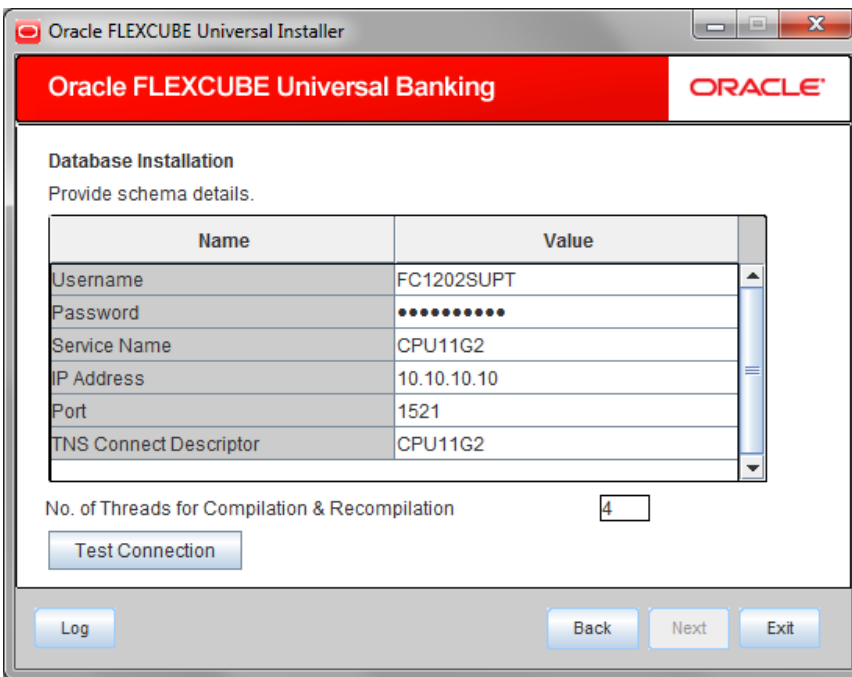 Oracle FLEXCUBE Universal Installer
Oracle FLEXCUBE Universal Banking
ORACLE
Database Installation
Provide schema details.
Name Value
Username FC1202SUPT
Password ●●●●●●●●●●
Service Name CPU11G2
IP Address 10.10.10.10
Port 1521
TNS Connect Descriptor CPU11G2
No. of Threads for Compilation & Recompilation 4
Test Connection
Log Back Next Exit